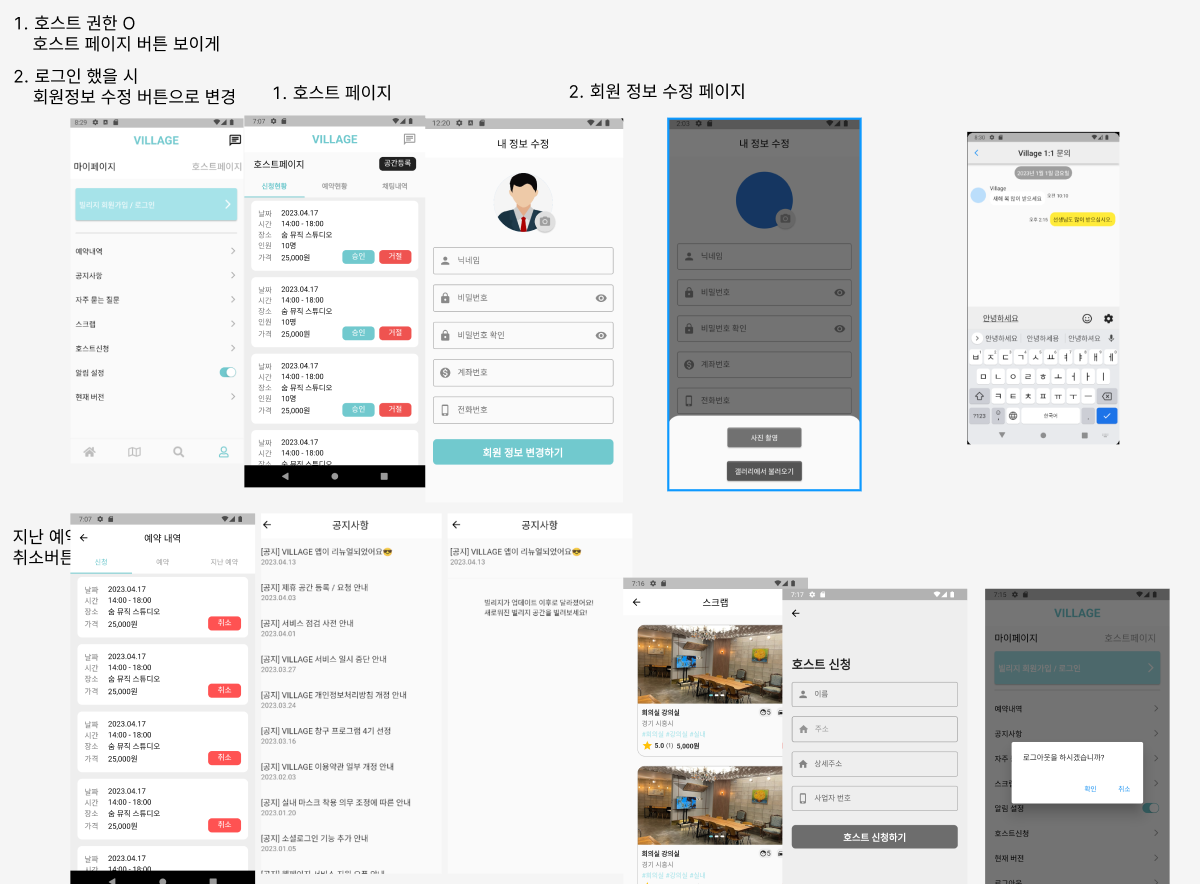 1. 호스트 권한 O
호스트 페이지 버튼 보이게
2. 로그인 했을 시
회원정보 수정 버튼으로 변경
1. 호스트 페이지
2. 회원 정보 수정 페이지
8:29
VILLAGE
마이페이지
호스트페이지
빌리지 회원가입 / 로그인
예약내역
공지사항
자주 묻는 질문
스크랩
호스트신청
알림 설정
현재 버전
7:07
VILLAGE
호스트페이지
공간등록
신청현황
예약현황
채팅내역
날짜 2023.04.17
시간 14:00 - 18:00
장소 숨 뮤직 스튜디오
인원 10명
가격 25,000원
승인
거절
날짜 2023.04.17
시간 14:00 - 18:00
장소 숨 뮤직 스튜디오
인원 10명
가격 25,000원
승인
거절
날짜 2023.04.17
시간 14:00 - 18:00
장소 숨 뮤직 스튜디오
인원 10명
가격 25,000원
승인
거절
날짜 2023.04.17
시간 14:00 - 18:00
장소 숨 뮤직 스튜디오
12:20
내 정보 수정
닉네임
비밀번호
비밀번호 확인
계좌번호
전화번호
회원 정보 변경하기
2:03
내 정보 수정
닉네임
비밀번호
비밀번호 확인
계좌번호
전화번호
사진 촬영
갤러리에서 불러오기
8:30
Village 1:1 문의
2023년 1월 1일 금요일
Village
새해 복 많이 받으세요
오전 10:10
오후 2:15
선생님도 많이 받으십시오.
안녕하세요
안녕하세요
안녕하세용
안녕하셔요
ㅂ ㅈ ㄷ ㄱ ㅅ ㅛ ㅕ ㅑ ㅐ ㅔ
ㅁ ㄴ ㅇ ㄹ ㅎ ㅗ ㅓ ㅏ ㅣ
ㅋ ㅌ ㅊ ㅍ ㅠ ㅜ ㅡ
?123
한국어
지난 예약
취소버튼
7:07
예약 내역
신청
예약
지난 예약
날짜 2023.04.17
시간 14:00 - 18:00
장소 숨 뮤직 스튜디오
가격 25,000원
취소
날짜 2023.04.17
시간 14:00 - 18:00
장소 숨 뮤직 스튜디오
가격 25,000원
취소
날짜 2023.04.17
시간 14:00 - 18:00
장소 숨 뮤직 스튜디오
가격 25,000원
취소
날짜 2023.04.17
시간 14:00 - 18:00
장소 숨 뮤직 스튜디오
가격 25,000원
취소
날짜 2023.04.17
시간 14:00 - 18:00
공지사항
[공지] VILLAGE 앱이 리뉴얼되었어요😎
2023.04.13
[공지] 제휴 공간 등록 / 요청 안내
2023.04.03
[공지] 서비스 점검 사전 안내
2023.04.01
[공지] VILLAGE 서비스 일시 중단 안내
2023.03.27
[공지] VILLAGE 개인정보처리방침 개정 안내
2023.03.24
[공지] VILLAGE 창구 프로그램 4기 선정
2023.03.16
[공지] VILLAGE 이용약관 일부 개정 안내
2023.02.03
[공지] 실내 마스크 착용 의무 조정에 따른 안내
2023.01.20
[공지] 소셜로그인 기능 추가 안내
2023.01.05
공지사항
[공지] VILLAGE 앱이 리뉴얼되었어요😎
2023.04.13
빌리지가 업데이트 이후로 달라졌어요!
새로워진 빌리지 공간을 빌려보세요!
7:16
스크랩
회의실 강의실
5
경기 시흥시
#회의실 #강의실 #실내
5.0 (1) 5,000원
회의실 강의실
5
경기 시흥시
#회의실 #강의실 #실내
7:17
호스트 신청
이름
주소
상세주소
사업자 번호
호스트 신청하기
7:15
VILLAGE
마이페이지
호스트페이지
빌리지 회원가입 / 로그인
예약내역
공지사항
자주
스크
알림 설정
호스트신청
현재 버전
로그아웃
로그아웃을 하시겠습니까?
확인
취소